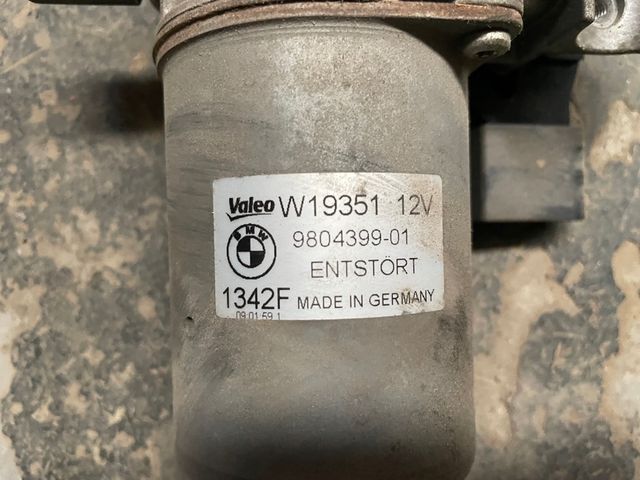 Valeo W19351 12V
BMW 9804399-01
ENTSTÖRT
1342F MADE IN GERMANY
09 01 59 1